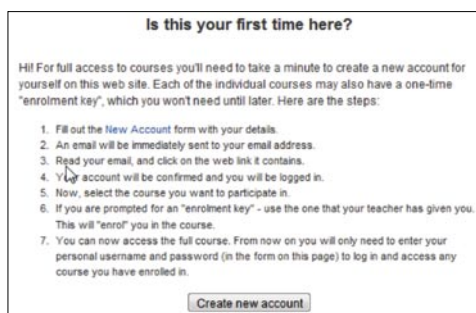 Is this your first time here?
Hi! For full access to courses you'll need to take a minute to create a new account for
yourself on this web site. Each of the individual courses may also have a one-time
"enrolment key", which you won't need until later. Here are the steps:
1. Fill out the New Account form with your details.
2. An email will be immediately sent to your email address.
3. Read your email, and click on the web link it contains.
4. Your account will be confirmed and you will be logged in.
5. Now, select the course you want to participate in.
6. If you are prompted for an "enrolment key" - use the one that your teacher has given you.
This will "enrol" you in the course.
7. You can now access the full course. From now on you will only need to enter your
personal username and password (in the form on this page) to log in and access any
course you have enrolled in.
Create new account